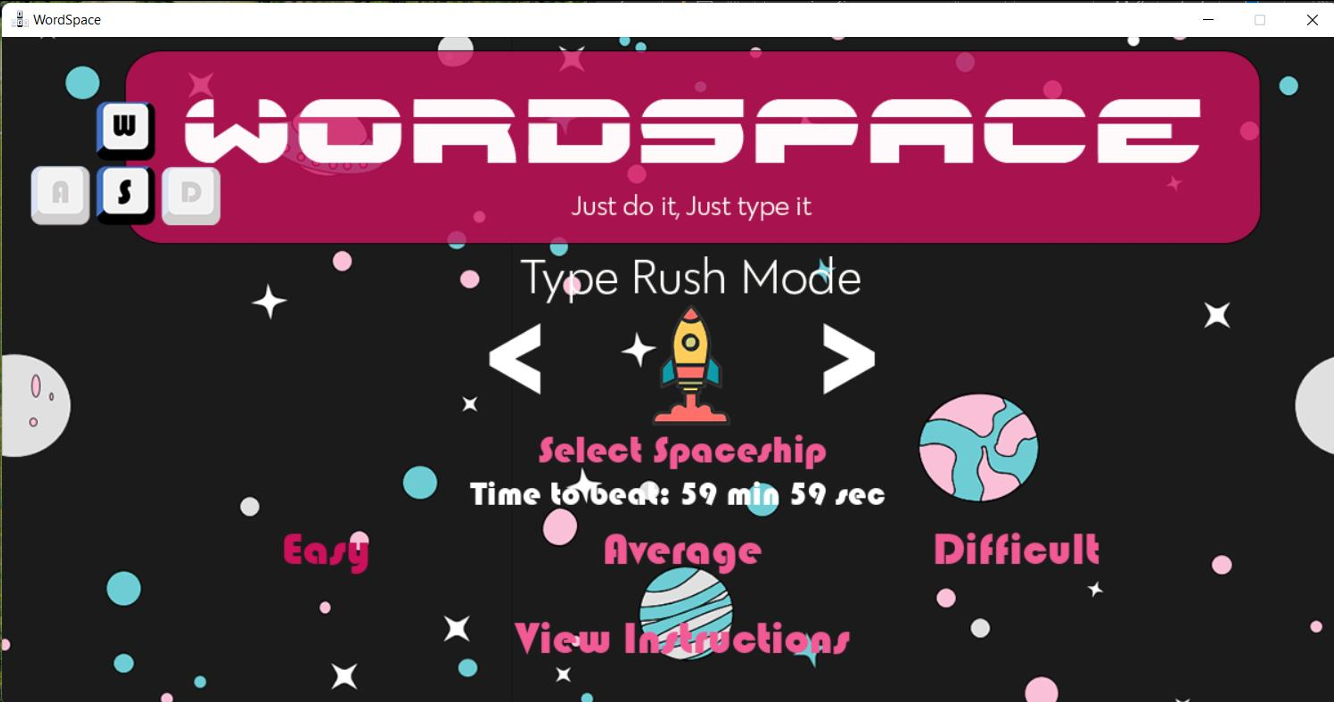 WordSpace
WORDSPACE
W
A S D
Just do it, Just type it
Type Rush Mode
< >
Select Spaceship
Time to beat: 59 min 59 sec
Easy Average Difficult
View Instructions